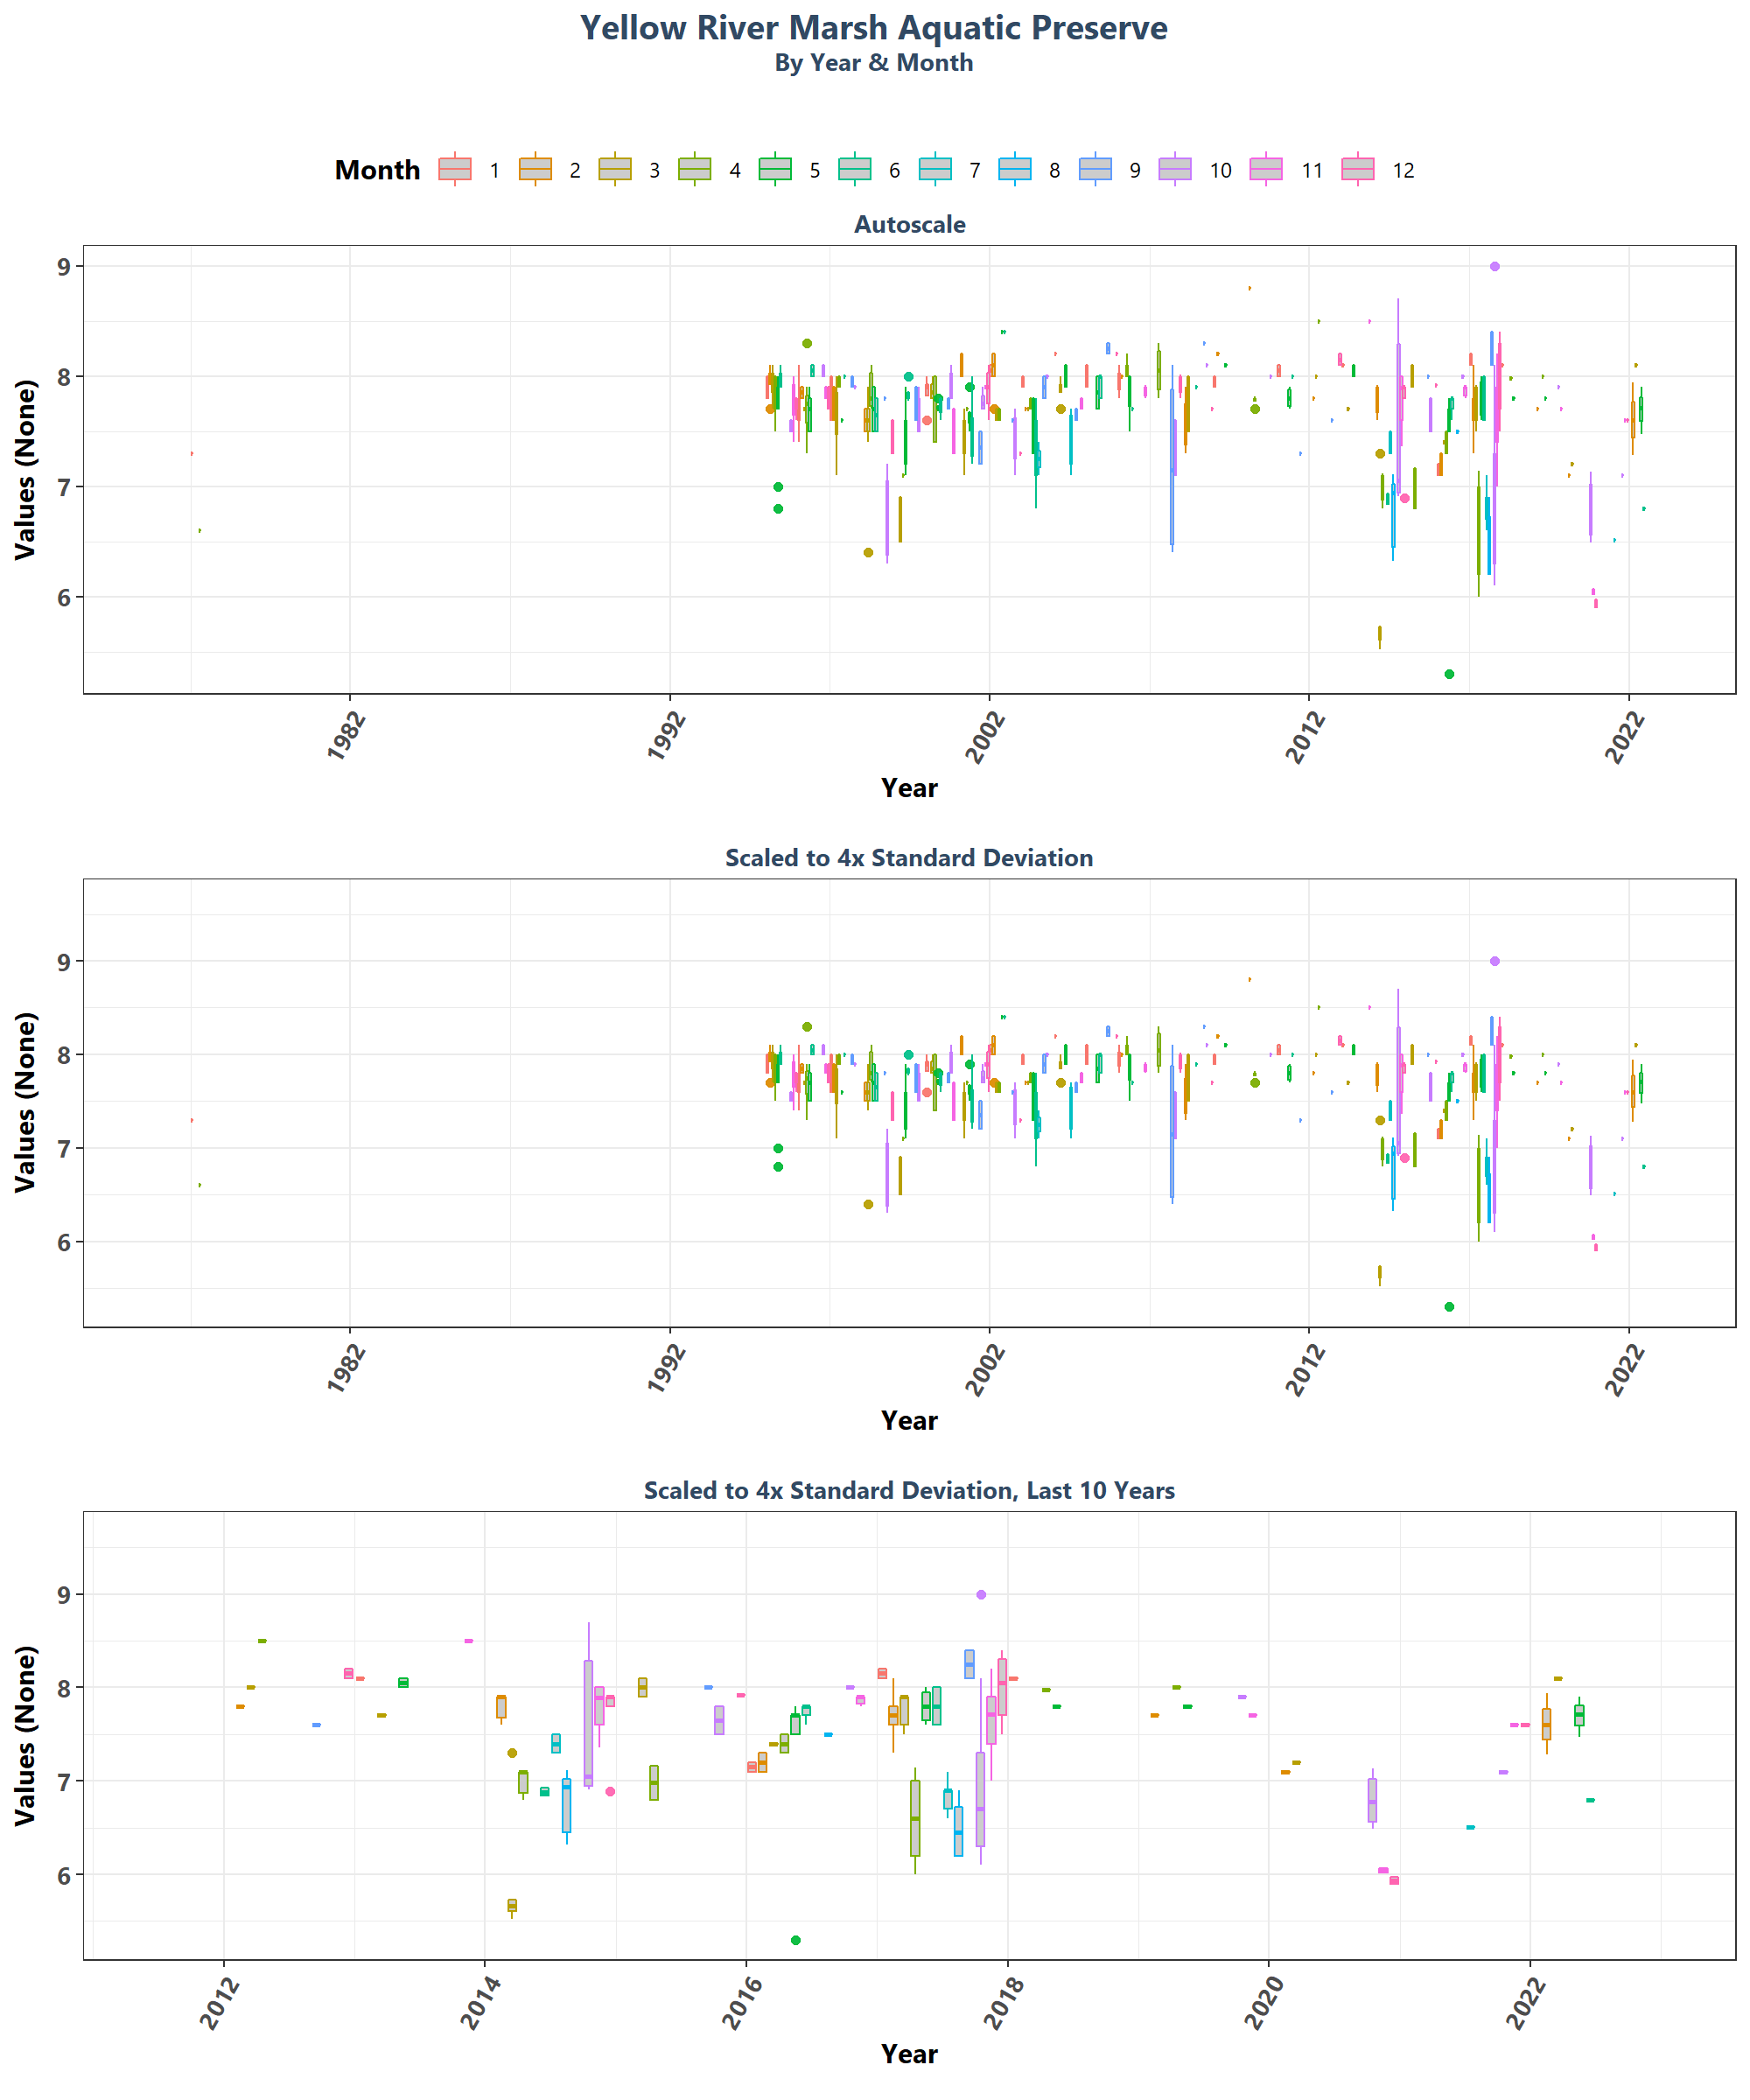 Yellow River Marsh Aquatic Preserve
By Year & Month
Month 1 2 3 4 5 6 7 8 9 10 11 12
Autoscale
Values (None)
9
8
7
6
1982 1992 2002 2012 2022
Year
Scaled to 4x Standard Deviation
Values (None)
9
8
7
6
1982 1992 2002 2012 2022
Year
Scaled to 4x Standard Deviation, Last 10 Years
Values (None)
9
8
7
6
2012 2014 2016 2018 2020 2022
Year